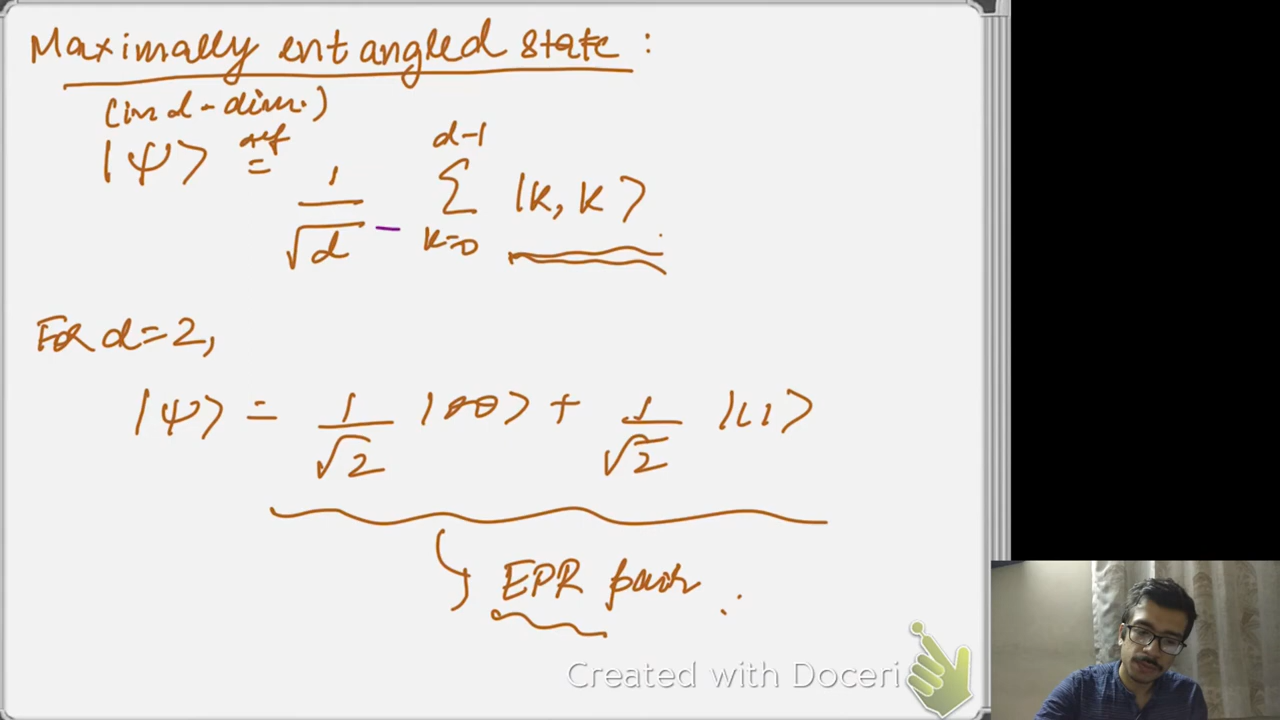 Maximally entangled state :
(in d-dim.)
|ψ⟩ def= 1/√d - Σ_{k=0}^{d-1} |k, k⟩.
For d=2,
|ψ⟩ = 1/√2 |00⟩ + 1/√2 |11⟩
↳ EPR pair.
Created with Doceri